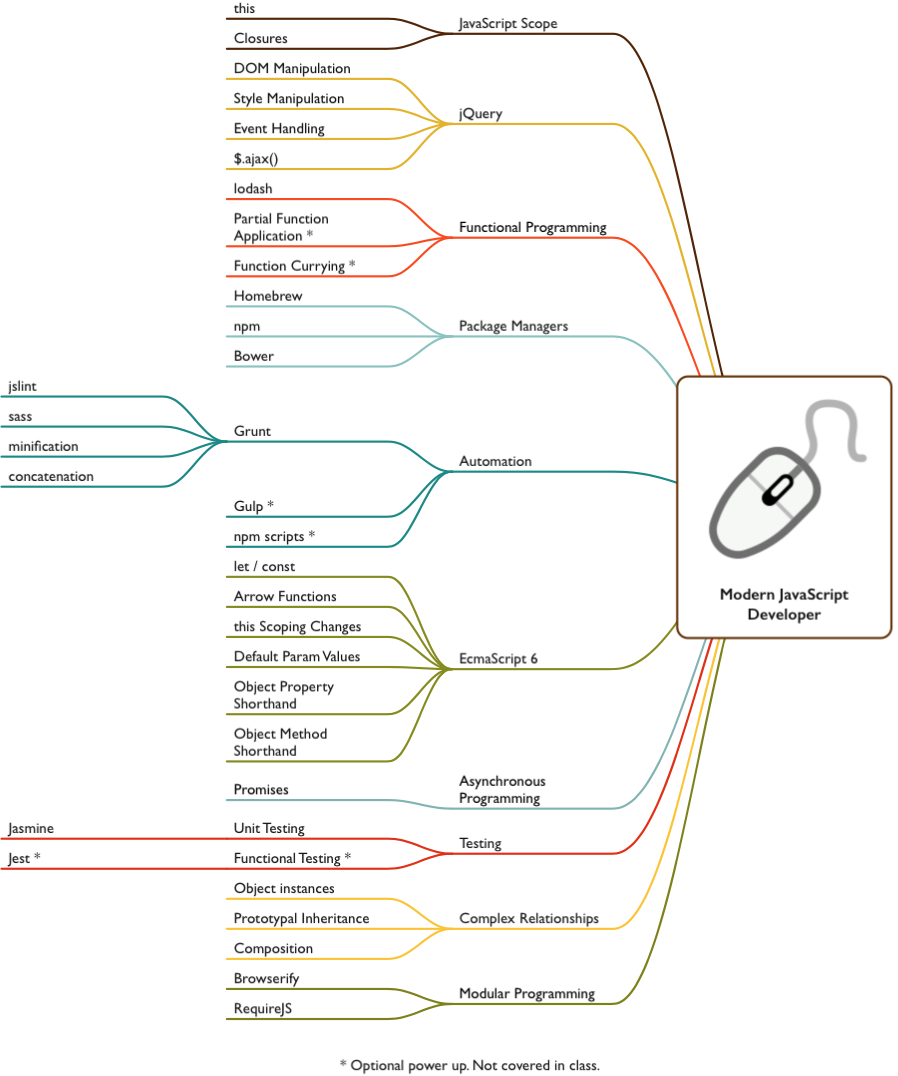 this
Closures
JavaScript Scope
DOM Manipulation
Style Manipulation
Event Handling
$.ajax()
jQuery
lodash
Partial Function
Application *
Function Currying *
Functional Programming
Homebrew
npm
Bower
Package Managers
jslint
sass
minification
concatenation
Grunt
Gulp *
npm scripts *
Automation
let / const
Arrow Functions
this Scoping Changes
Default Param Values
Object Property
Shorthand
Object Method
Shorthand
EcmaScript 6
Promises
Asynchronous
Programming
Jasmine
Unit Testing
Jest *
Functional Testing *
Testing
Object instances
Prototypal Inheritance
Composition
Complex Relationships
Browserify
RequireJS
Modular Programming
Modern JavaScript
Developer
* Optional power up. Not covered in class.